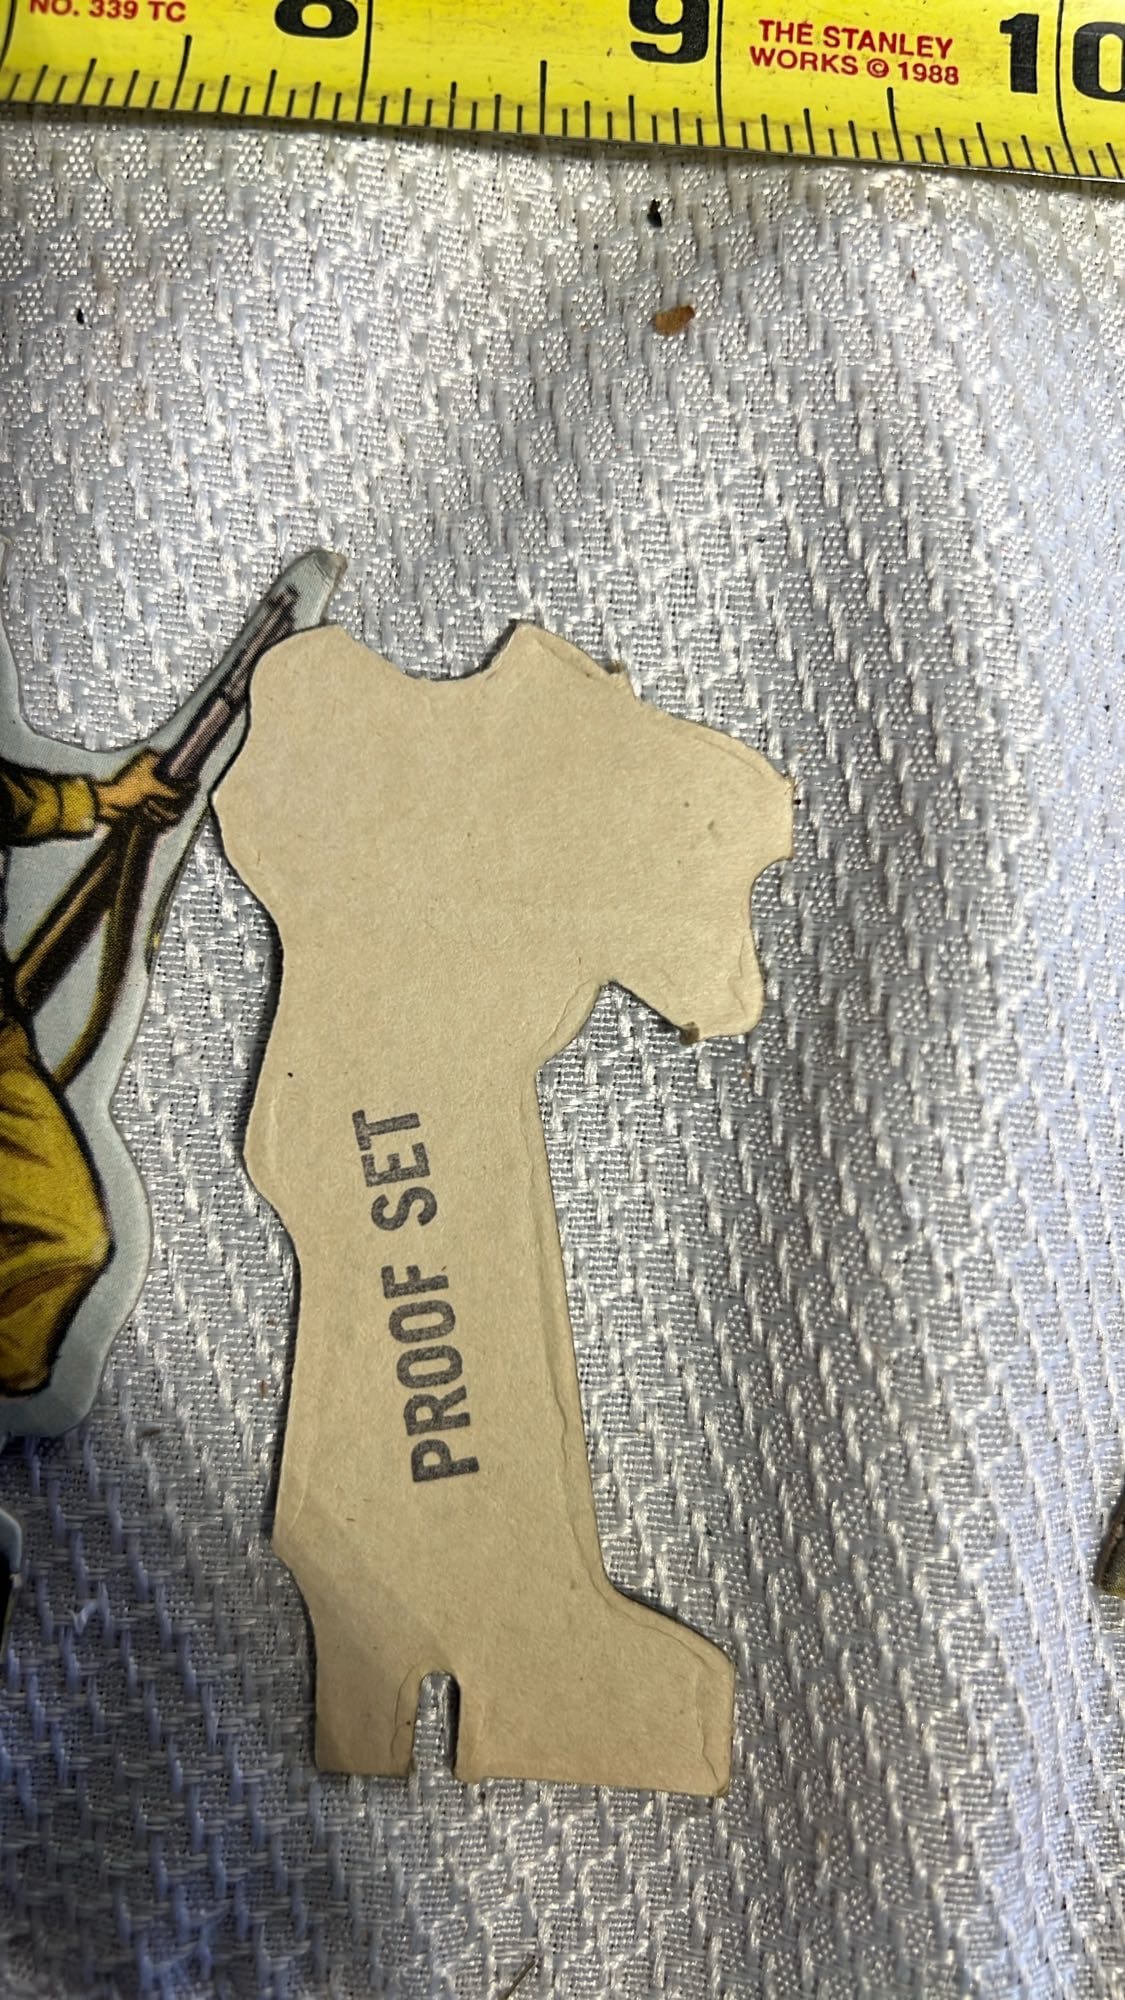 NO. 339 TC
8 9 10
THE STANLEY
WORKS © 1988
PROOF SET